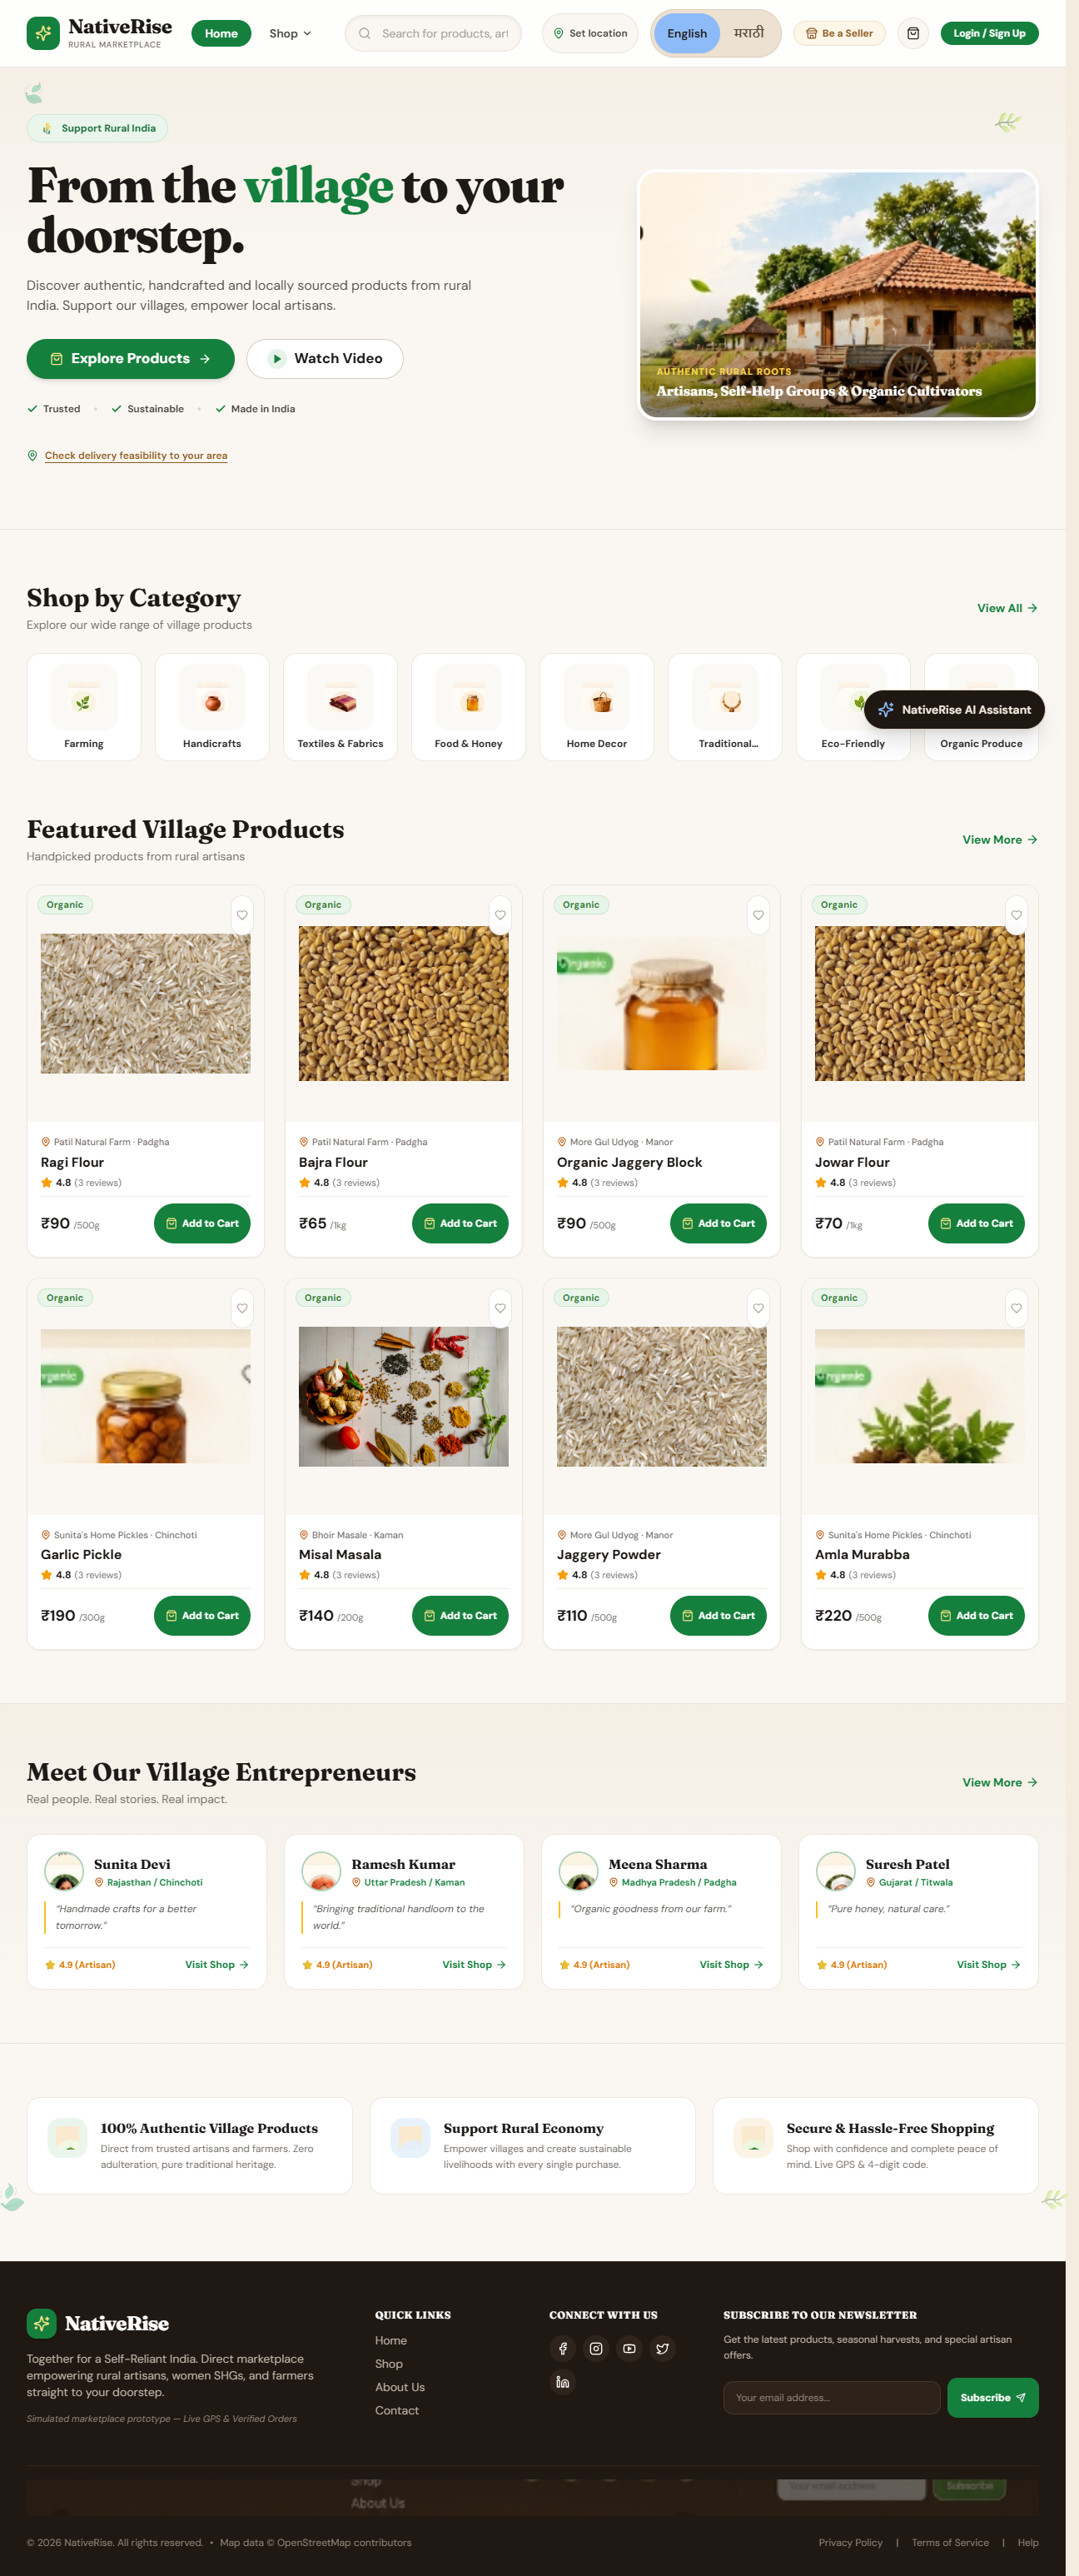 NativeRise
RURAL MARKETPLACE
Home
Shop
Search for products, art
Set location
English
मराठी
Be a Seller
Login / Sign Up
Support Rural India
From the village to your
doorstep.
Discover authentic, handcrafted and locally sourced products from rural
India. Support our villages, empower local artisans.
Explore Products
Watch Video
Trusted
Sustainable
Made in India
Check delivery feasibility to your area
AUTHENTIC RURAL ROOTS
Artisans, Self-Help Groups & Organic Cultivators
Shop by Category
Explore our wide range of village products
View All
Farming
Handicrafts
Textiles & Fabrics
Food & Honey
Home Decor
Traditional...
Eco-Friendly
Organic Produce
NativeRise AI Assistant
Featured Village Products
Handpicked products from rural artisans
View More
Organic
Organic
Organic
Organic
Organic
Patil Natural Farm · Padgha
Ragi Flour
4.8 (3 reviews)
₹90 /500g
Add to Cart
Patil Natural Farm · Padgha
Bajra Flour
4.8 (3 reviews)
₹65 /1kg
Add to Cart
More Gul Udyog · Manor
Organic Jaggery Block
4.8 (3 reviews)
₹90 /500g
Add to Cart
Patil Natural Farm · Padgha
Jowar Flour
4.8 (3 reviews)
₹70 /1kg
Add to Cart
Organic
Organic
Organic
Organic
rganic
rganic
Sunita's Home Pickles · Chinchoti
Garlic Pickle
4.8 (3 reviews)
₹190 /300g
Add to Cart
Bhoir Masale · Kaman
Misal Masala
4.8 (3 reviews)
₹140 /200g
Add to Cart
More Gul Udyog · Manor
Jaggery Powder
4.8 (3 reviews)
₹110 /500g
Add to Cart
Sunita's Home Pickles · Chinchoti
Amla Murabba
4.8 (3 reviews)
₹220 /500g
Add to Cart
Meet Our Village Entrepreneurs
Real people. Real stories. Real impact.
View More
Sunita Devi
Rajasthan / Chinchoti
"Handmade crafts for a better
tomorrow."
4.9 (Artisan)
Visit Shop
Ramesh Kumar
Uttar Pradesh / Kaman
"Bringing traditional handloom to the
world."
4.9 (Artisan)
Visit Shop
Meena Sharma
Madhya Pradesh / Padgha
"Organic goodness from our farm."
4.9 (Artisan)
Visit Shop
Suresh Patel
Gujarat / Titwala
"Pure honey, natural care."
4.9 (Artisan)
Visit Shop
100% Authentic Village Products
Direct from trusted artisans and farmers. Zero
adulteration, pure traditional heritage.
Support Rural Economy
Empower villages and create sustainable
livelihoods with every single purchase.
Secure & Hassle-Free Shopping
Shop with confidence and complete peace of
mind. Live GPS & 4-digit code.
NativeRise
Together for a Self-Reliant India. Direct marketplace
empowering rural artisans, women SHGs, and farmers
straight to your doorstep.
Simulated marketplace prototype — Live GPS & Verified Orders
QUICK LINKS
Home
Shop
About Us
Contact
CONNECT WITH US
SUBSCRIBE TO OUR NEWSLETTER
Get the latest products, seasonal harvests, and special artisan
offers.
Your email address...
Subscribe
Shop
About Us
Your email address
Subscribe
© 2026 NativeRise. All rights reserved. • Map data © OpenStreetMap contributors
Privacy Policy | Terms of Service | Help